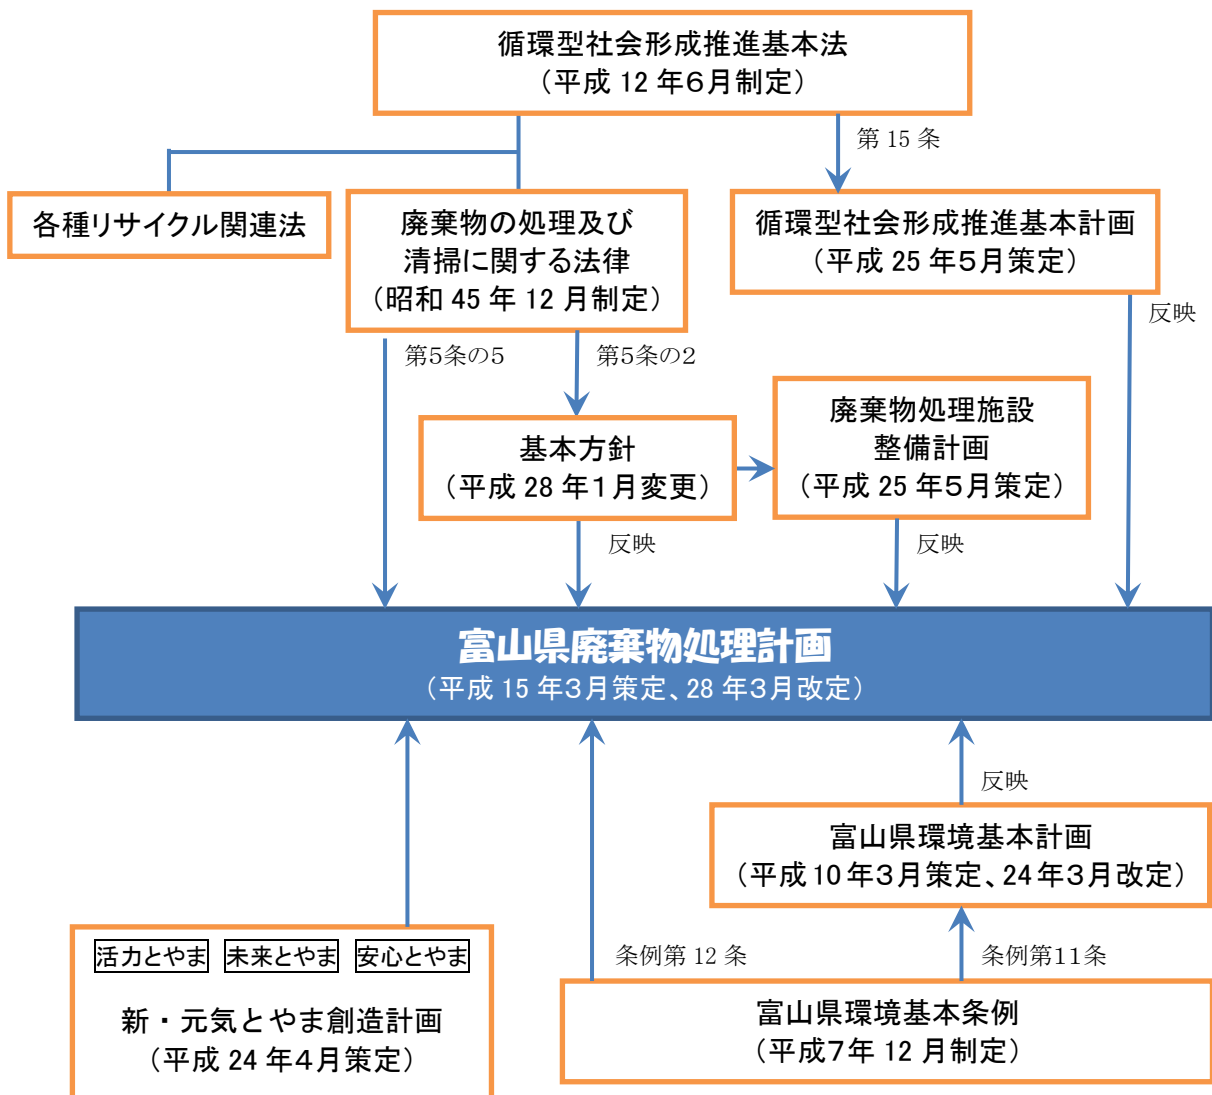 循環型社会形成推進基本法
（平成 12 年６月制定）
第 15 条
各種リサイクル関連法
廃棄物の処理及び
清掃に関する法律
（昭和 45 年 12 月制定）
循環型社会形成推進基本計画
（平成 25 年５月策定）
反映
第５条の５
第５条の２
基本方針
（平成 28 年１月変更）
廃棄物処理施設
整備計画
（平成 25 年５月策定）
反映
反映
富山県廃棄物処理計画
（平成 15 年３月策定、28 年３月改定）
反映
富山県環境基本計画
（平成 10 年３月策定、24 年３月改定）
活力とやま 未来とやま 安心とやま
新・元気とやま創造計画
（平成 24 年４月策定）
条例第 12 条
条例第１１条
富山県環境基本条例
（平成７年 12 月制定）